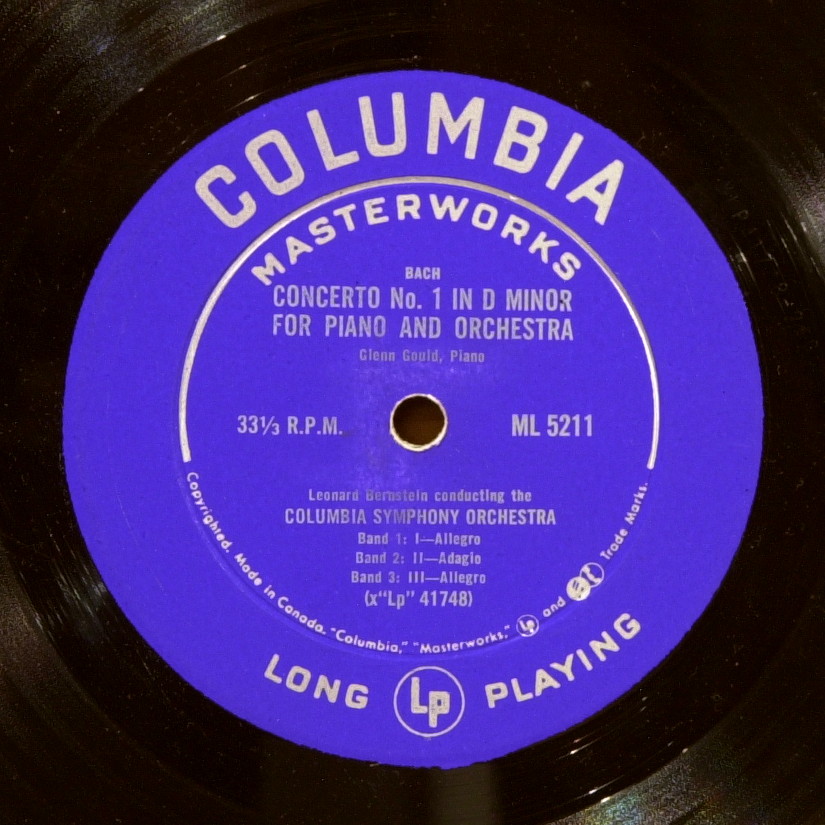 COLUMBIA
MASTERWORKS
BACH
CONCERTO No. 1 IN D MINOR
FOR PIANO AND ORCHESTRA
Glenn Gould, Piano
33⅓ R.P.M.
ML 5211
Leonard Bernstein conducting the
COLUMBIA SYMPHONY ORCHESTRA
Band 1: I—Allegro
Band 2: II—Adagio
Band 3: III—Allegro
(x“Lp” 41748)
Copyrighted. Made in Canada. “Columbia,” “Masterworks,” Lp and Trade Marks.
LONG Lp PLAYING